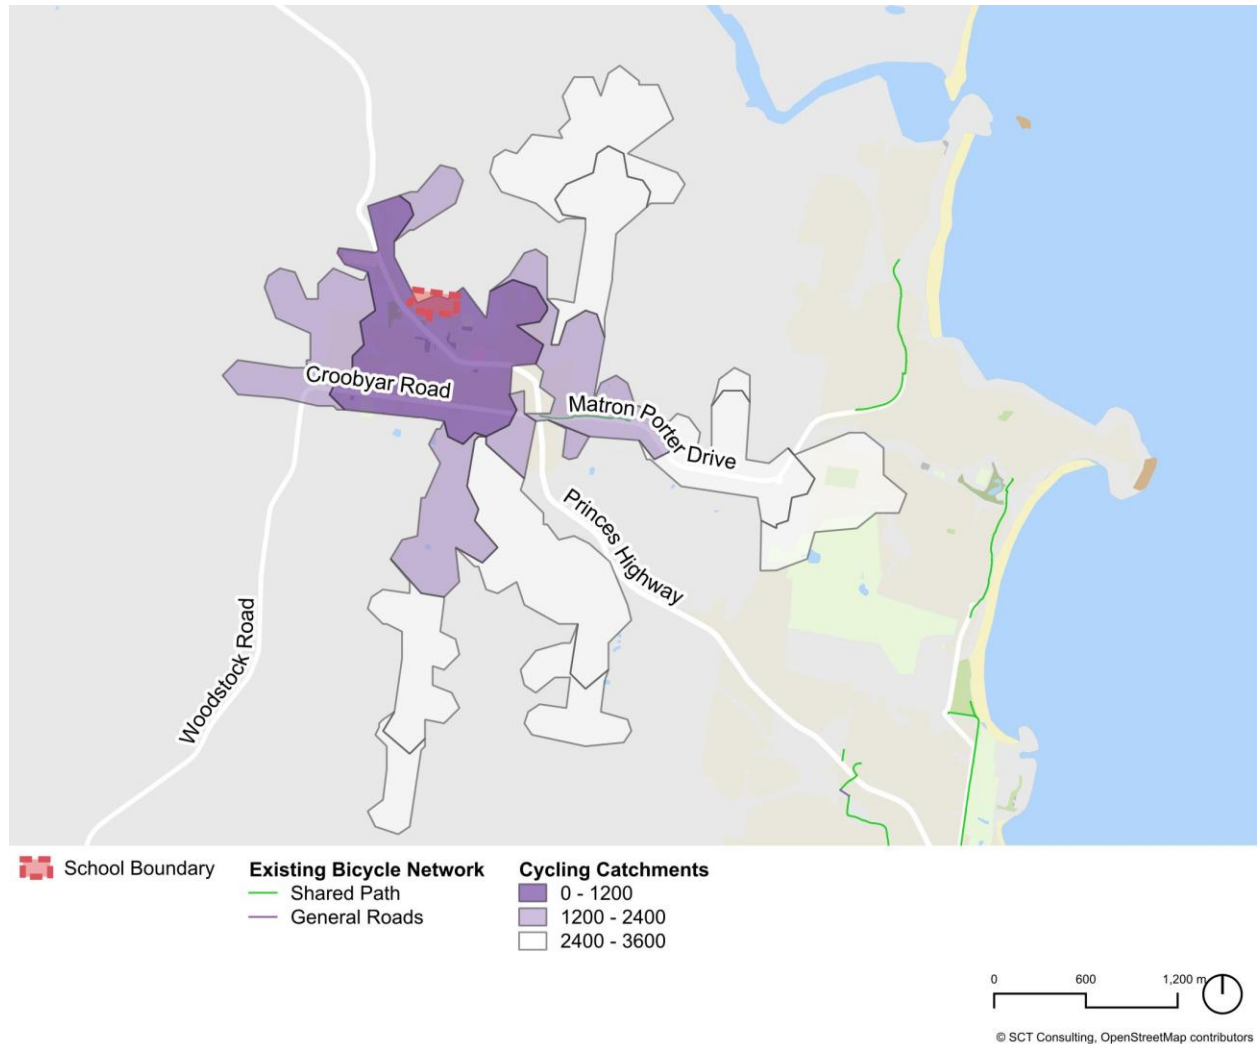 Croobyar Road
Matron Porter Drive
Princes Highway
Woodstock Road
School Boundary
Existing Bicycle Network
Shared Path
General Roads
Cycling Catchments
0 - 1200
1200 - 2400
2400 - 3600
0 600 1,200 m
© SCT Consulting, OpenStreetMap contributors